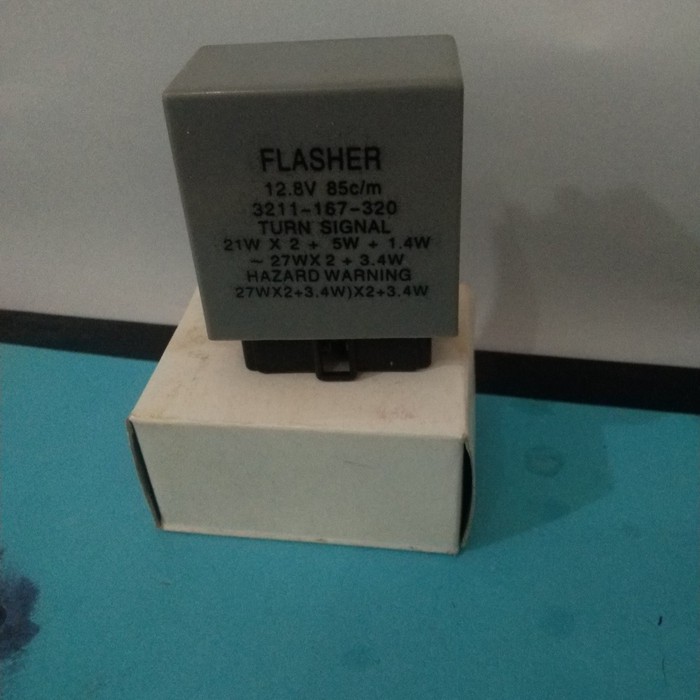 FLASHER
12.8V 85c/m
3211-167-320
TURN SIGNAL
21W X 2 + 5W + 1.4W
~ 27WX 2 + 3.4W
HAZARD WARNING
27WX2+3.4W)X2+3.4W